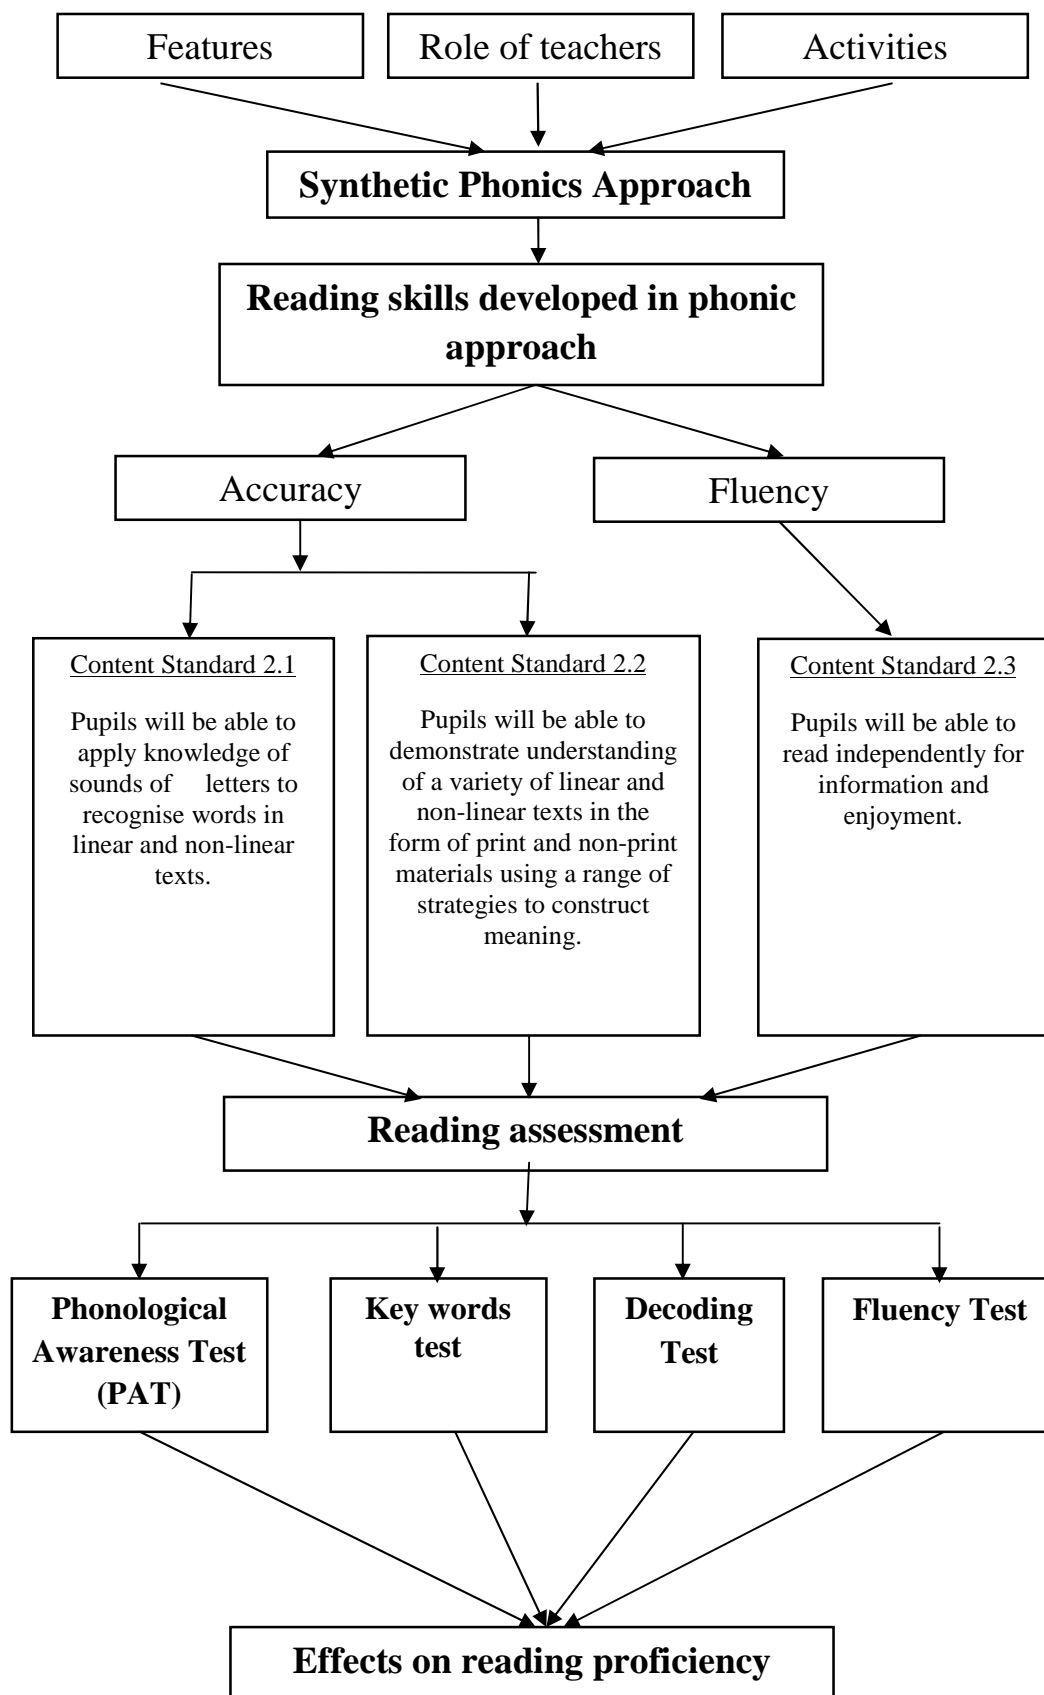 Features
Role of teachers
Activities
Synthetic Phonics Approach
Reading skills developed in phonic
approach
Accuracy
Fluency
Content Standard 2.1
Pupils will be able to
apply knowledge of
sounds of letters to
recognise words in
linear and non-linear
texts.
Content Standard 2.2
Pupils will be able to
demonstrate understanding
of a variety of linear and
non-linear texts in the
form of print and non-print
materials using a range of
strategies to construct
meaning.
Content Standard 2.3
Pupils will be able to
read independently for
information and
enjoyment.
Reading assessment
Phonological
Awareness Test
(PAT)
Key words
test
Decoding
Test
Fluency Test
Effects on reading proficiency